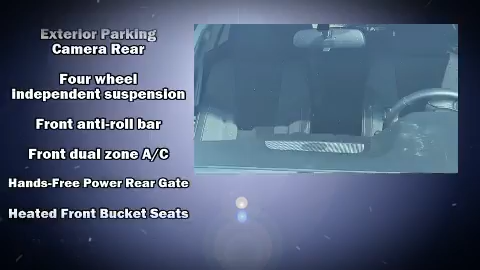 Exterior Parking
Camera Rear
Four wheel
Independent suspension
Front anti-roll bar
Front dual zone A/C
Hands-Free Power Rear Gate
Heated Front Bucket Seats